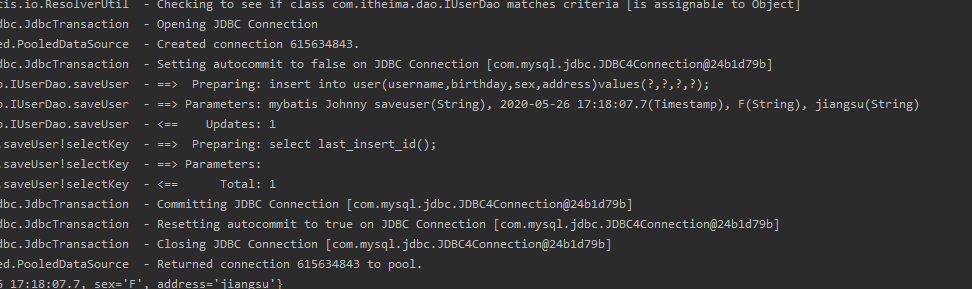 tis.io.ResolverUtil - Checking to see if class com.itheima.dao.IUserDao matches criteria [is assignable to Object]
dbc.JdbcTransaction - Opening JDBC Connection
ed.PooledDataSource - Created connection 615634843.
dbc.JdbcTransaction - Setting autocommit to false on JDBC Connection [com.mysql.jdbc.JDBC4Connection@24b1d79b]
o.IUserDao.saveUser - ==> Preparing: insert into user(username,birthday,sex,address)values(?,?,?,?);
o.IUserDao.saveUser - ==> Parameters: mybatis Johnny saveuser(String), 2020-05-26 17:18:07.7(Timestamp), F(String), jiangsu(String)
o.IUserDao.saveUser - <== Updates: 1
.saveUser!selectKey - ==> Preparing: select last_insert_id();
.saveUser!selectKey - ==> Parameters:
.saveUser!selectKey - <== Total: 1
dbc.JdbcTransaction - Committing JDBC Connection [com.mysql.jdbc.JDBC4Connection@24b1d79b]
dbc.JdbcTransaction - Resetting autocommit to true on JDBC Connection [com.mysql.jdbc.JDBC4Connection@24b1d79b]
dbc.JdbcTransaction - Closing JDBC Connection [com.mysql.jdbc.JDBC4Connection@24b1d79b]
ed.PooledDataSource - Returned connection 615634843 to pool.
6 17:18:07.7, sex='F', address='jiangsu'}